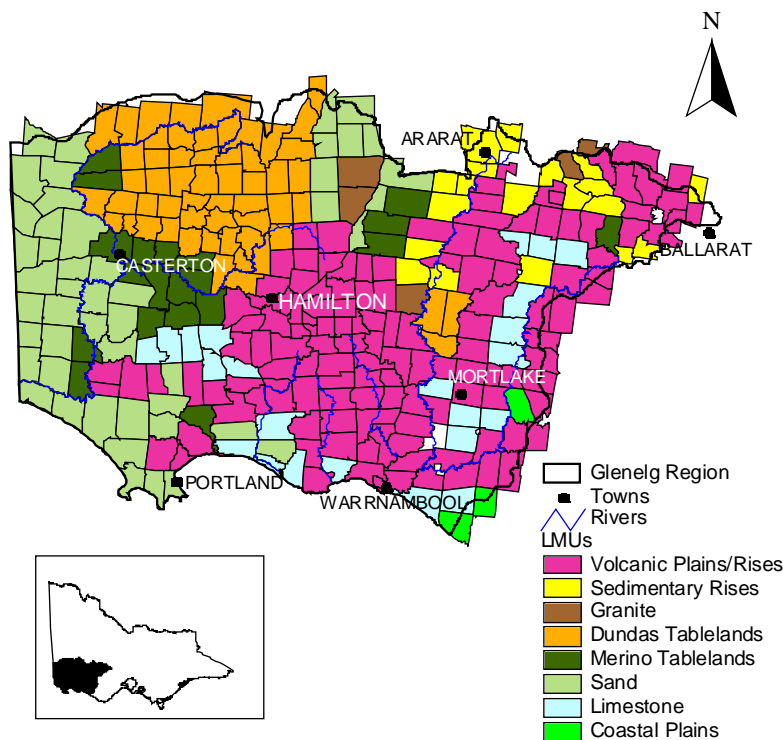 N
ARARAT
BALLARAT
CASTERTON
HAMILTON
MORTLAKE
PORTLAND
WARRNAMBOOL
Glenelg Region
Towns
Rivers
LMUs
Volcanic Plains/Rises
Sedimentary Rises
Granite
Dundas Tablelands
Merino Tablelands
Sand
Limestone
Coastal Plains